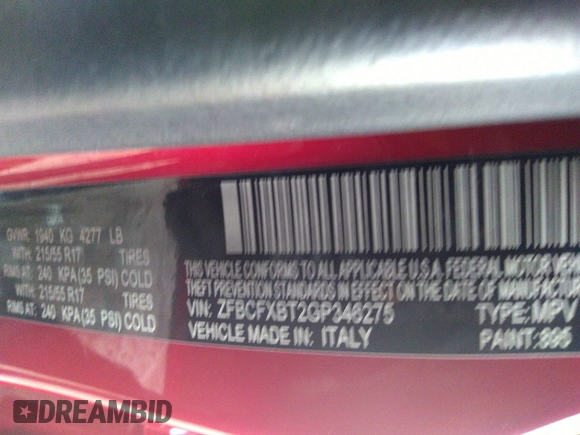 GVWR: 1940 KG 4277 LB
WITH: 215/55 R17 TIRES
RIMS AT: 240 KPA(35 PSI) COLD
WITH: 215/55 R17 TIRES
RIMS AT: 240 KPA(35 PSI) COLD
THIS VEHICLE CONFORMS TO ALL APPLICABLE U.S.A. FEDERAL MOTOR
THEFT PREVENTION STANDARDS IN EFFECT ON THE DATE OF
VIN: ZFBCFXBT2GP346275 TYPE: MPV
VEHICLE MADE IN ITALY PAINT: 895
DREAMBID